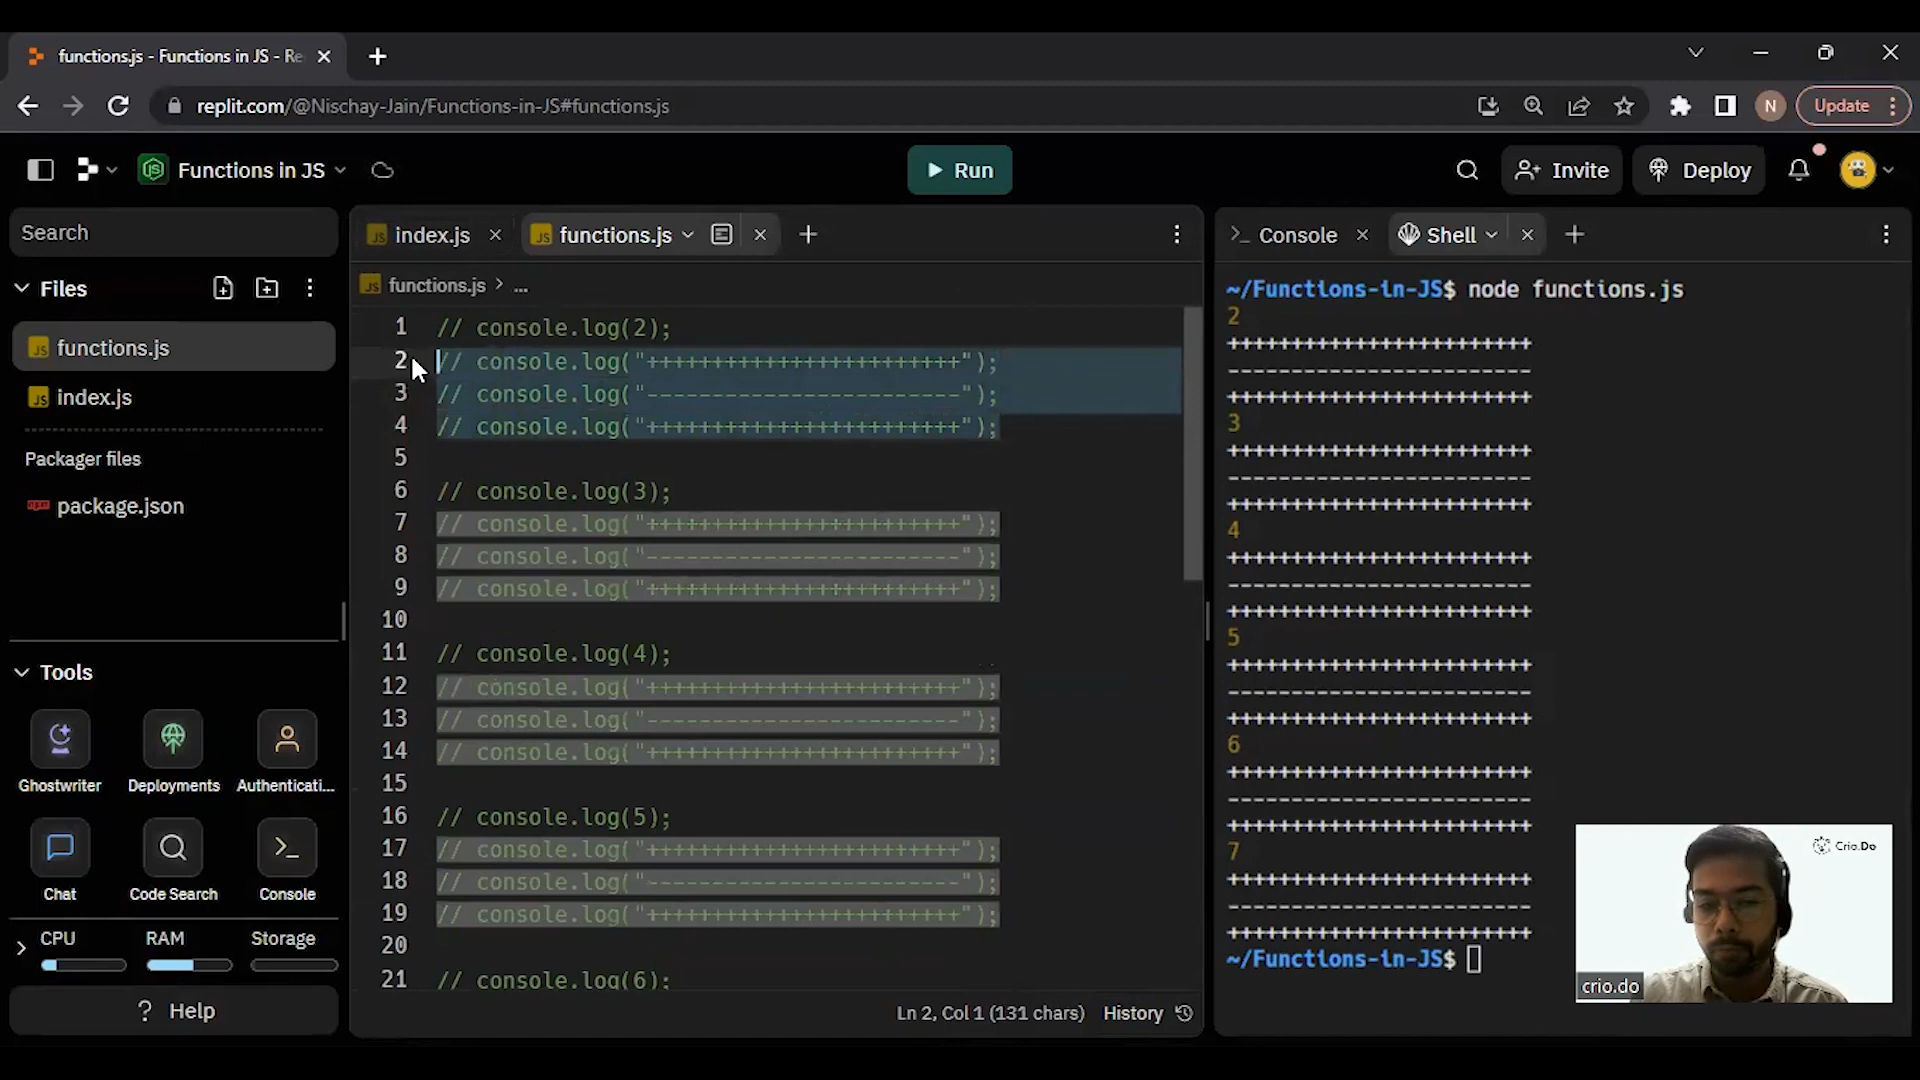 functions.js - Functions in JS - Re
replit.com/@Nischay-Jain/Functions-in-JS#functions.js
N
Update
Functions in JS
Run
Invite
Deploy
Search
Files
functions.js
index.js
Packager files
package.json
Tools
Ghostwriter
Deployments
Authenticati...
Chat
Code Search
Console
CPU
RAM
Storage
? Help
index.js
functions.js
functions.js > ...
1 // console.log(2);
2 // console.log("++++++++++++++++++++++++");
3 // console.log("------------------------");
4 // console.log("++++++++++++++++++++++++");
5
6 // console.log(3);
7 // console.log("++++++++++++++++++++++++");
8 // console.log("------------------------");
9 // console.log("++++++++++++++++++++++++");
10
11 // console.log(4);
12 // console.log("++++++++++++++++++++++++");
13 // console.log("------------------------");
14 // console.log("++++++++++++++++++++++++");
15
16 // console.log(5);
17 // console.log("++++++++++++++++++++++++");
18 // console.log("------------------------");
19 // console.log("++++++++++++++++++++++++");
20
21 // console.log(6);
Ln 2, Col 1 (131 chars)
History
Console
Shell
~/Functions-in-JS$ node functions.js
2
++++++++++++++++++++++++
------------------------
++++++++++++++++++++++++
3
++++++++++++++++++++++++
------------------------
++++++++++++++++++++++++
4
++++++++++++++++++++++++
------------------------
++++++++++++++++++++++++
5
++++++++++++++++++++++++
------------------------
++++++++++++++++++++++++
6
++++++++++++++++++++++++
------------------------
++++++++++++++++++++++++
7
++++++++++++++++++++++++
------------------------
++++++++++++++++++++++++
~/Functions-in-JS$
Crio.Do
crio.do